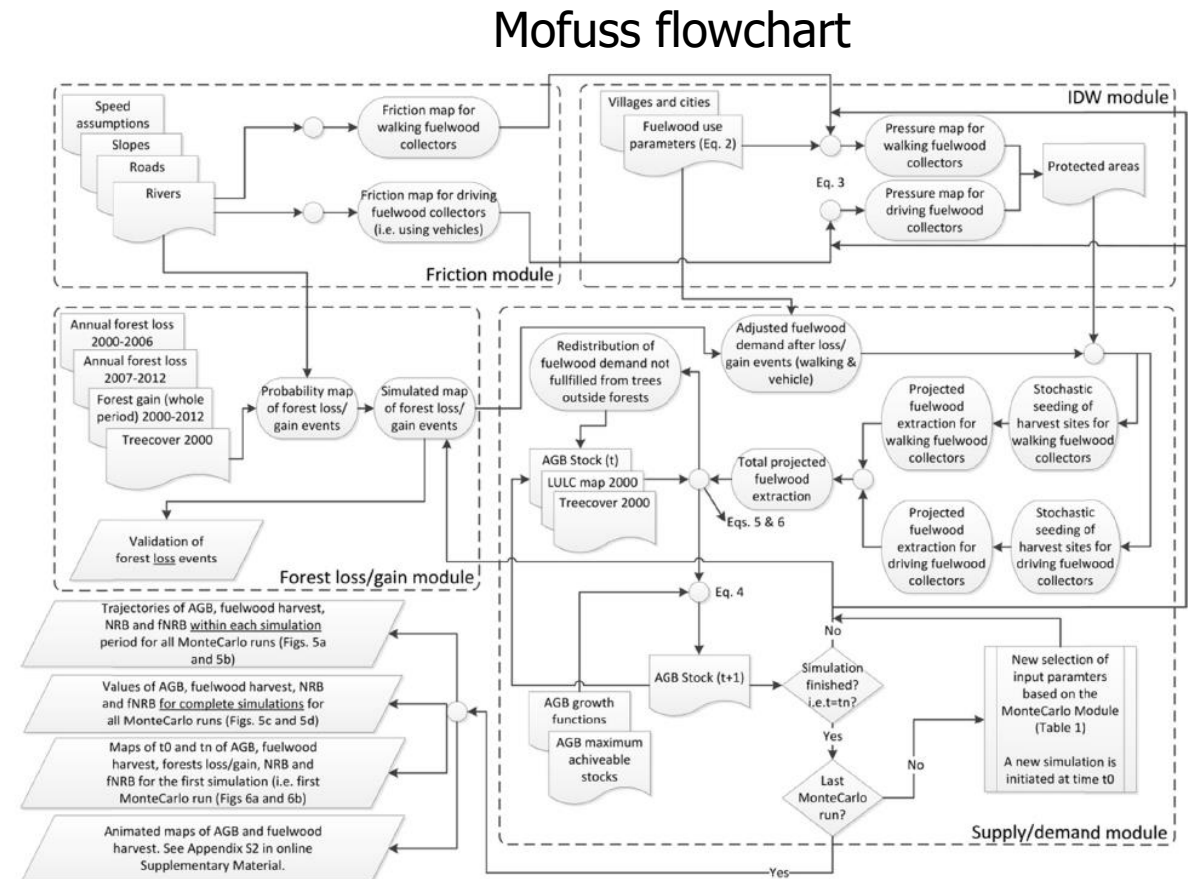 Mofuss flowchart
Speed
assumptions
Slopes
Roads
Rivers
Friction map for
walking fuelwood
collectors
Friction map for driving
fuelwood collectors
(i.e. using vehicles)
Friction module
Villages and cities
Fuelwood use
parameters (Eq. 2)
IDW module
Pressure map for
walking fuelwood
collectors
Eq. 3
Pressure map for
driving fuelwood
collectors
Protected areas
Annual forest loss
2000-2006
Annual forest loss
2007-2012
Forest gain (whole
period) 2000-2012
Treecover 2000
Probability map
of forest loss/
gain events
Simulated map
of forest loss/
gain events
Validation of
forest loss events
Forest loss/gain module
Redistribution of
fuelwood demand not
fullfilled from trees
outside forests
Adjusted fuelwood
demand after loss/
gain events (walking &
vehicle)
AGB Stock (t)
LULC map 2000
Treecover 2000
Eqs. 5 & 6
Total projected
fuelwood
extraction
Projected
fuelwood
extraction for
walking fuelwood
collectors
Stochastic
seeding of
harvest sites for
walking fuelwood
collectors
Projected
fuelwood
extraction for
driving fuelwood
collectors
Stochastic
seeding of
harvest sites for
driving fuelwood
collectors
Eq. 4
AGB Stock (t+1)
AGB growth
functions
AGB maximum
achiveable
stocks
No
Simulation
finished?
i.e.t=tn?
Yes
Last
MonteCarlo
run?
No
New selection of
input paramters
based on the
MonteCarlo Module
(Table 1)
A new simulation is
initiated at time t0
Supply/demand module
Yes
Trajectories of AGB, fuelwood harvest,
NRB and fNRB within each simulation
period for all MonteCarlo runs (Figs. 5a
and 5b)
Values of AGB, fuelwood harvest, NRB
and fNRB for complete simulations for
all MonteCarlo runs (Figs. 5c and 5d)
Maps of t0 and tn of AGB, fuelwood
harvest, forests loss/gain, NRB and
fNRB for the first simulation (i.e. first
MonteCarlo run (Figs 6a and 6b)
Animated maps of AGB and fuelwood
harvest. See Appendix S2 in online
Supplementary Material.